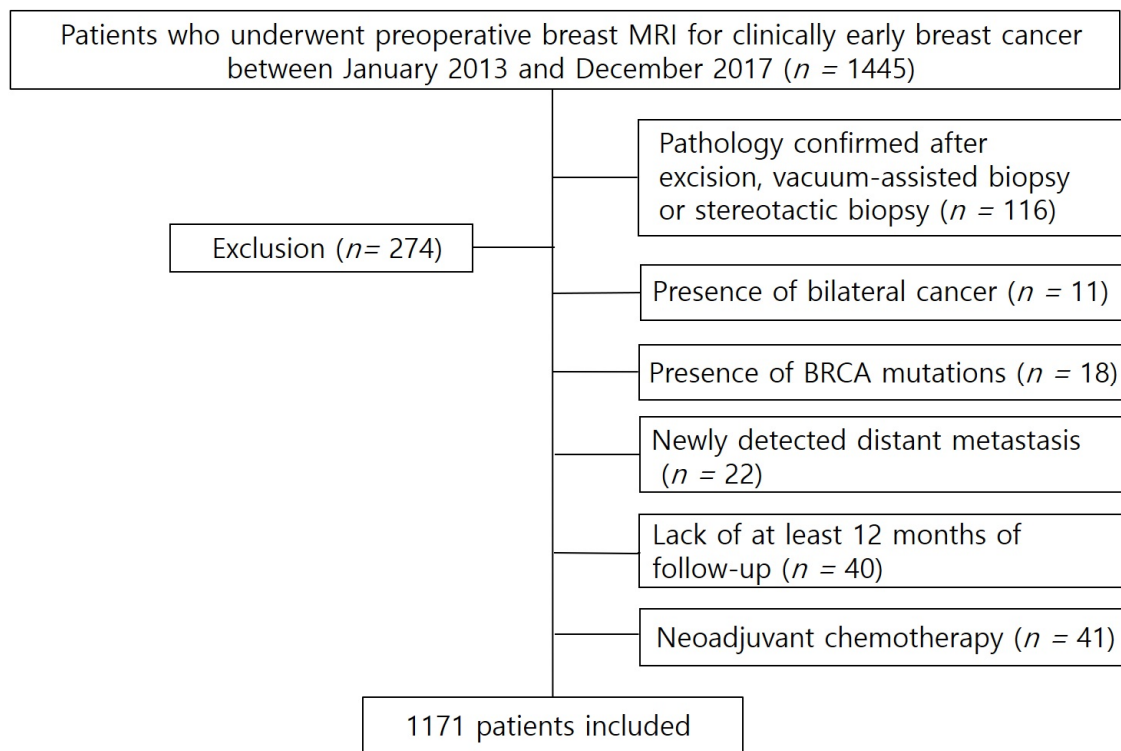 Patients who underwent preoperative breast MRI for clinically early breast cancer
between January 2013 and December 2017 (n = 1445)
Pathology confirmed after
excision, vacuum-assisted biopsy
or stereotactic biopsy (n = 116)
Exclusion (n= 274)
Presence of bilateral cancer (n = 11)
Presence of BRCA mutations (n = 18)
Newly detected distant metastasis
(n = 22)
Lack of at least 12 months of
follow-up (n = 40)
Neoadjuvant chemotherapy (n = 41)
1171 patients included